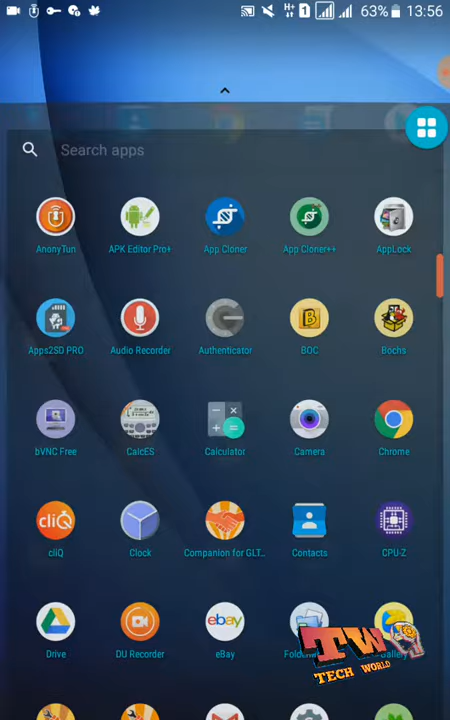 H+ 1 63% 13:56
Search apps
AnonyTun APK Editor Pro+ App Cloner App Cloner++ AppLock
Apps2SD PRO Audio Recorder Authenticator BOC Bochs
bVNC Free CalcES Calculator Camera Chrome
cliQ Clock Companion for GLT... Contacts CPU-Z
Drive DU Recorder eBay Gallery
TW
TECH WORLD